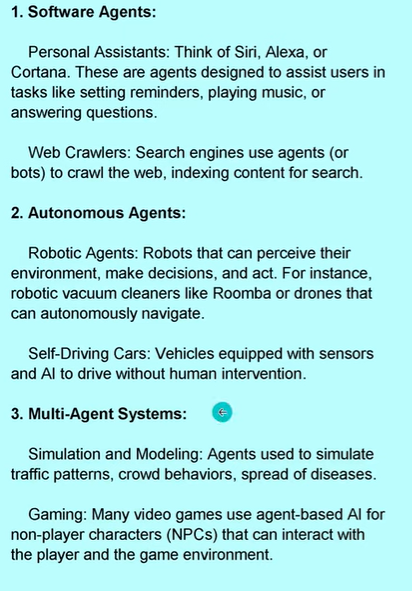 1. Software Agents:
Personal Assistants: Think of Siri, Alexa, or
Cortana. These are agents designed to assist users in
tasks like setting reminders, playing music, or
answering questions.
Web Crawlers: Search engines use agents (or
bots) to crawl the web, indexing content for search.
2. Autonomous Agents:
Robotic Agents: Robots that can perceive their
environment, make decisions, and act. For instance,
robotic vacuum cleaners like Roomba or drones that
can autonomously navigate.
Self-Driving Cars: Vehicles equipped with sensors
and AI to drive without human intervention.
3. Multi-Agent Systems:
Simulation and Modeling: Agents used to simulate
traffic patterns, crowd behaviors, spread of diseases.
Gaming: Many video games use agent-based AI for
non-player characters (NPCs) that can interact with
the player and the game environment.